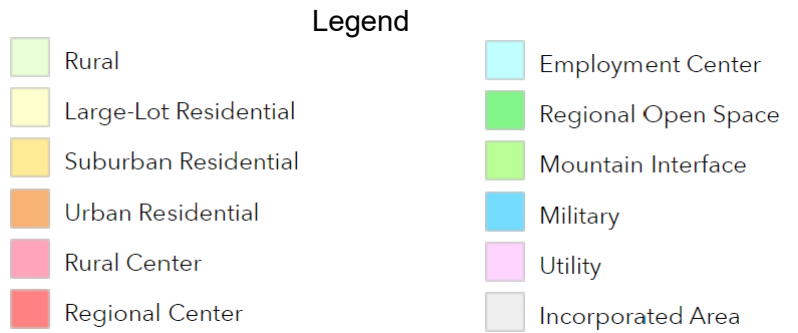 Legend
Rural
Large-Lot Residential
Suburban Residential
Urban Residential
Rural Center
Regional Center
Employment Center
Regional Open Space
Mountain Interface
Military
Utility
Incorporated Area